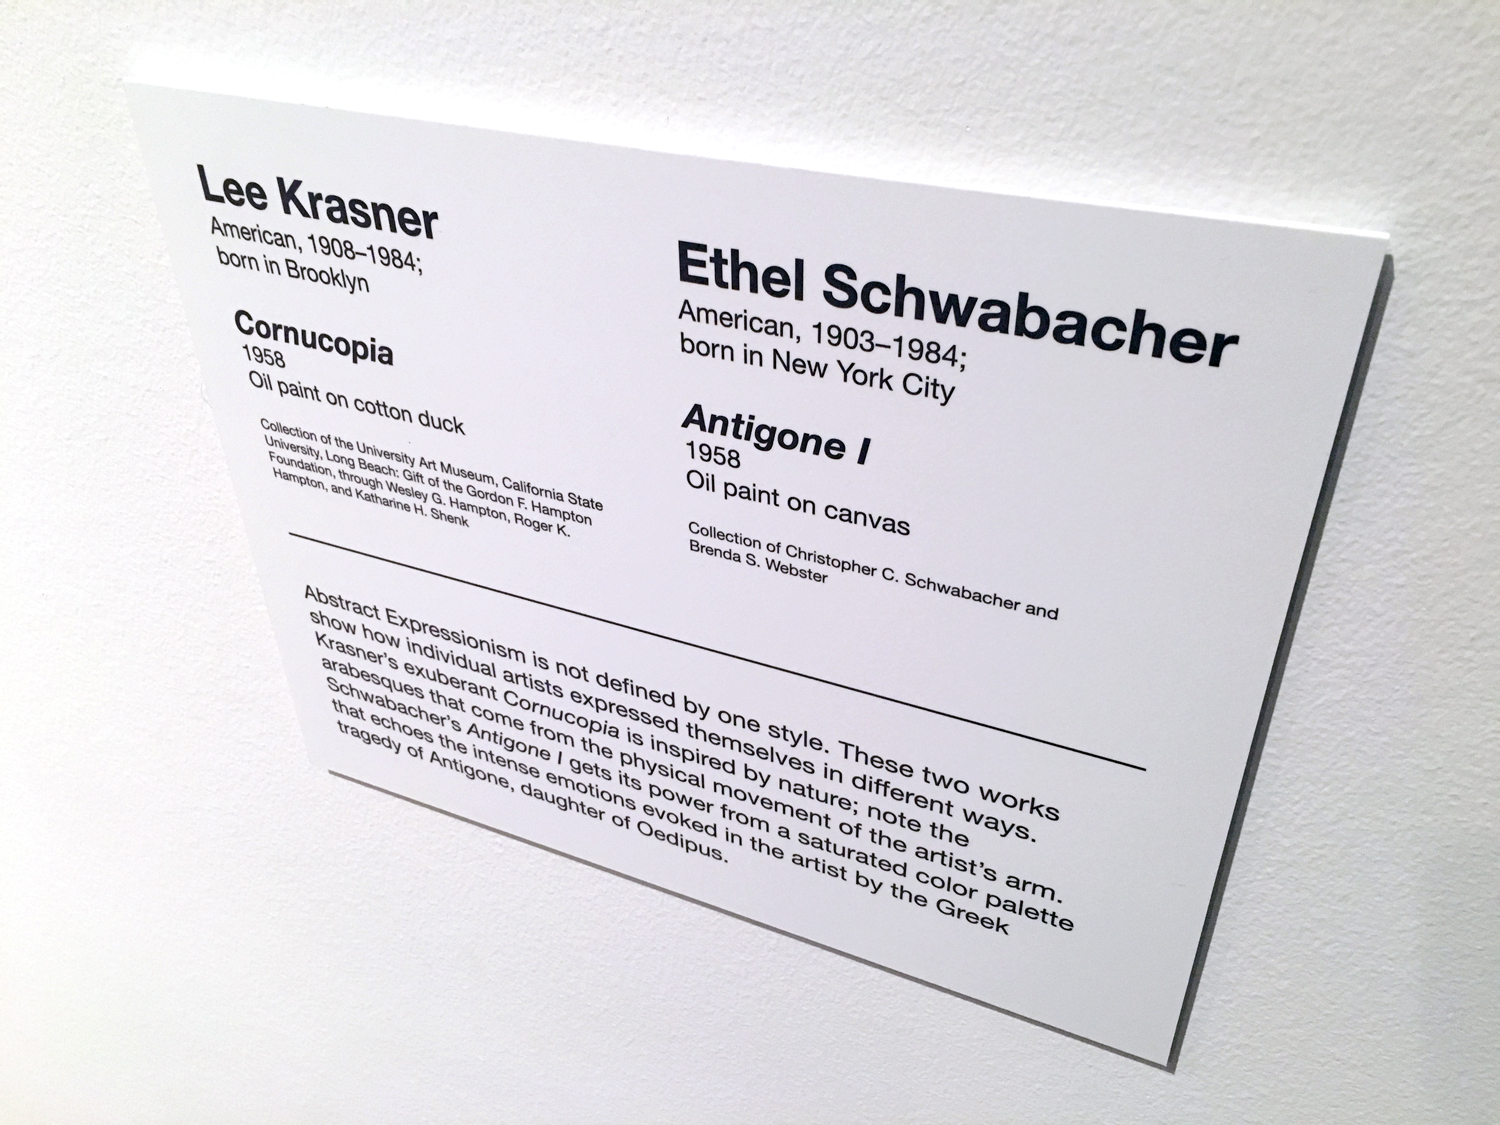 Lee Krasner
American, 1908–1984;
born in Brooklyn
Cornucopia
1958
Oil paint on cotton duck
Collection of the University Art Museum, California State
University, Long Beach: Gift of the Gordon F. Hampton
Foundation, through Wesley G. Hampton, Roger K.
Hampton, and Katharine H. Shenk
Ethel Schwabacher
American, 1903–1984;
born in New York City
Antigone I
1958
Oil paint on canvas
Collection of Christopher C. Schwabacher and
Brenda S. Webster
Abstract Expressionism is not defined by one style. These two works
show how individual artists expressed themselves in different ways.
Krasner’s exuberant Cornucopia is inspired by nature; note the
arabesques that come from the physical movement of the artist’s arm.
Schwabacher’s Antigone I gets its power from a saturated color palette
that echoes the intense emotions evoked in the artist by the Greek
tragedy of Antigone, daughter of Oedipus.